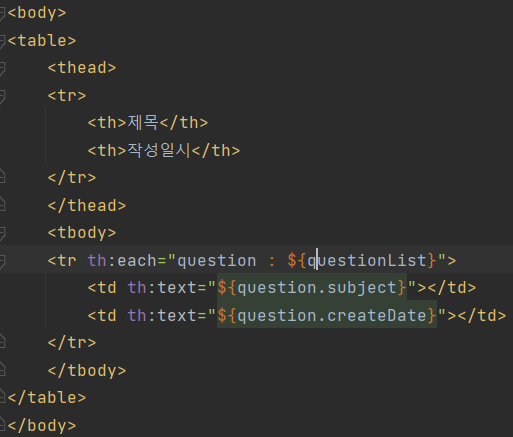 <body>
<table>
    <thead>
    <tr>
        <th>제목</th>
        <th>작성일시</th>
    </tr>
    </thead>
    <tbody>
    <tr th:each="question : ${questionList}">
        <td th:text="${question.subject}"></td>
        <td th:text="${question.createDate}"></td>
    </tr>
    </tbody>
</table>
</body>